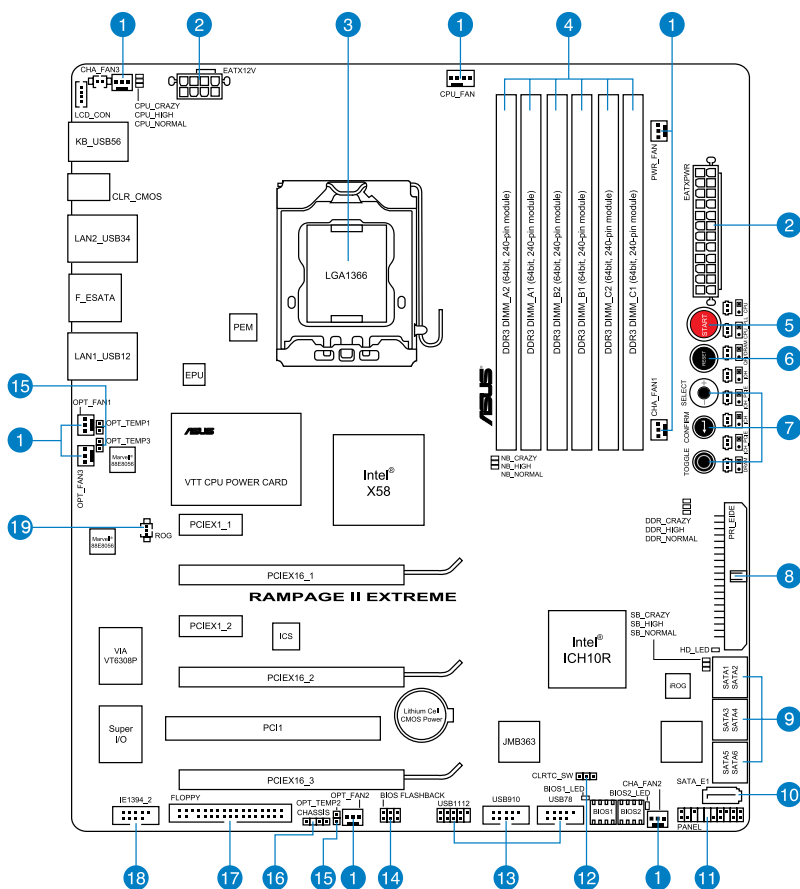 1
2
3
1
4
1
CHA_FAN3
EATX12V
CPU_FAN
LCD_CON
CPU_CRAZY
CPU_HIGH
CPU_NORMAL
KB_USB56
CLR_CMOS
LAN2_USB34
F_ESATA
LAN1_USB12
LGA1366
PEM
EPU
DDR3 DIMM_A2 (64bit, 240-pin module)
DDR3 DIMM_A1 (64bit, 240-pin module)
DDR3 DIMM_B2 (64bit, 240-pin module)
DDR3 DIMM_B1 (64bit, 240-pin module)
DDR3 DIMM_C2 (64bit, 240-pin module)
DDR3 DIMM_C1 (64bit, 240-pin module)
PWR_FAN
EATXPWR
2
CPU
START
5
RESET
6
SELECT
CONFIRM
7
TOGGLE
CHA_FAN1
ASUS
NB_CRAZY
NB_HIGH
NB_NORMAL
15
OPT_FAN1
OPT_TEMP1
1
OPT_TEMP3
OPT_FAN3
Marvell®
88E8056
ASUS
VTT CPU POWER CARD
Intel®
X58
19
ROG
Marvell®
88E8056
PCIEX1_1
DDR_CRAZY
DDR_HIGH
DDR_NORMAL
PRI_EIDE
8
PCIEX16_1
RAMPAGE II EXTREME
PCIEX1_2
ICS
VIA
VT6308P
PCIEX16_2
Intel®
ICH10R
SB_CRAZY
SB_HIGH
SB_NORMAL
HD_LED
iROG
SATA1
SATA2
SATA3
SATA4
9
SATA5
SATA6
Super
I/O
PCI1
Lithium Cell
CMOS Power
JMB363
PCIEX16_3
CLRTC_SW
CHA_FAN2
SATA_E1
10
IE1394_2
FLOPPY
OPT_TEMP2
CHASSIS
OPT_FAN2
BIOS FLASHBACK
USB1112
USB910
USB78
BIOS1_LED
BIOS2_LED
BIOS1
BIOS2
PANEL
18
17
16
15
1
14
13
12
1
11